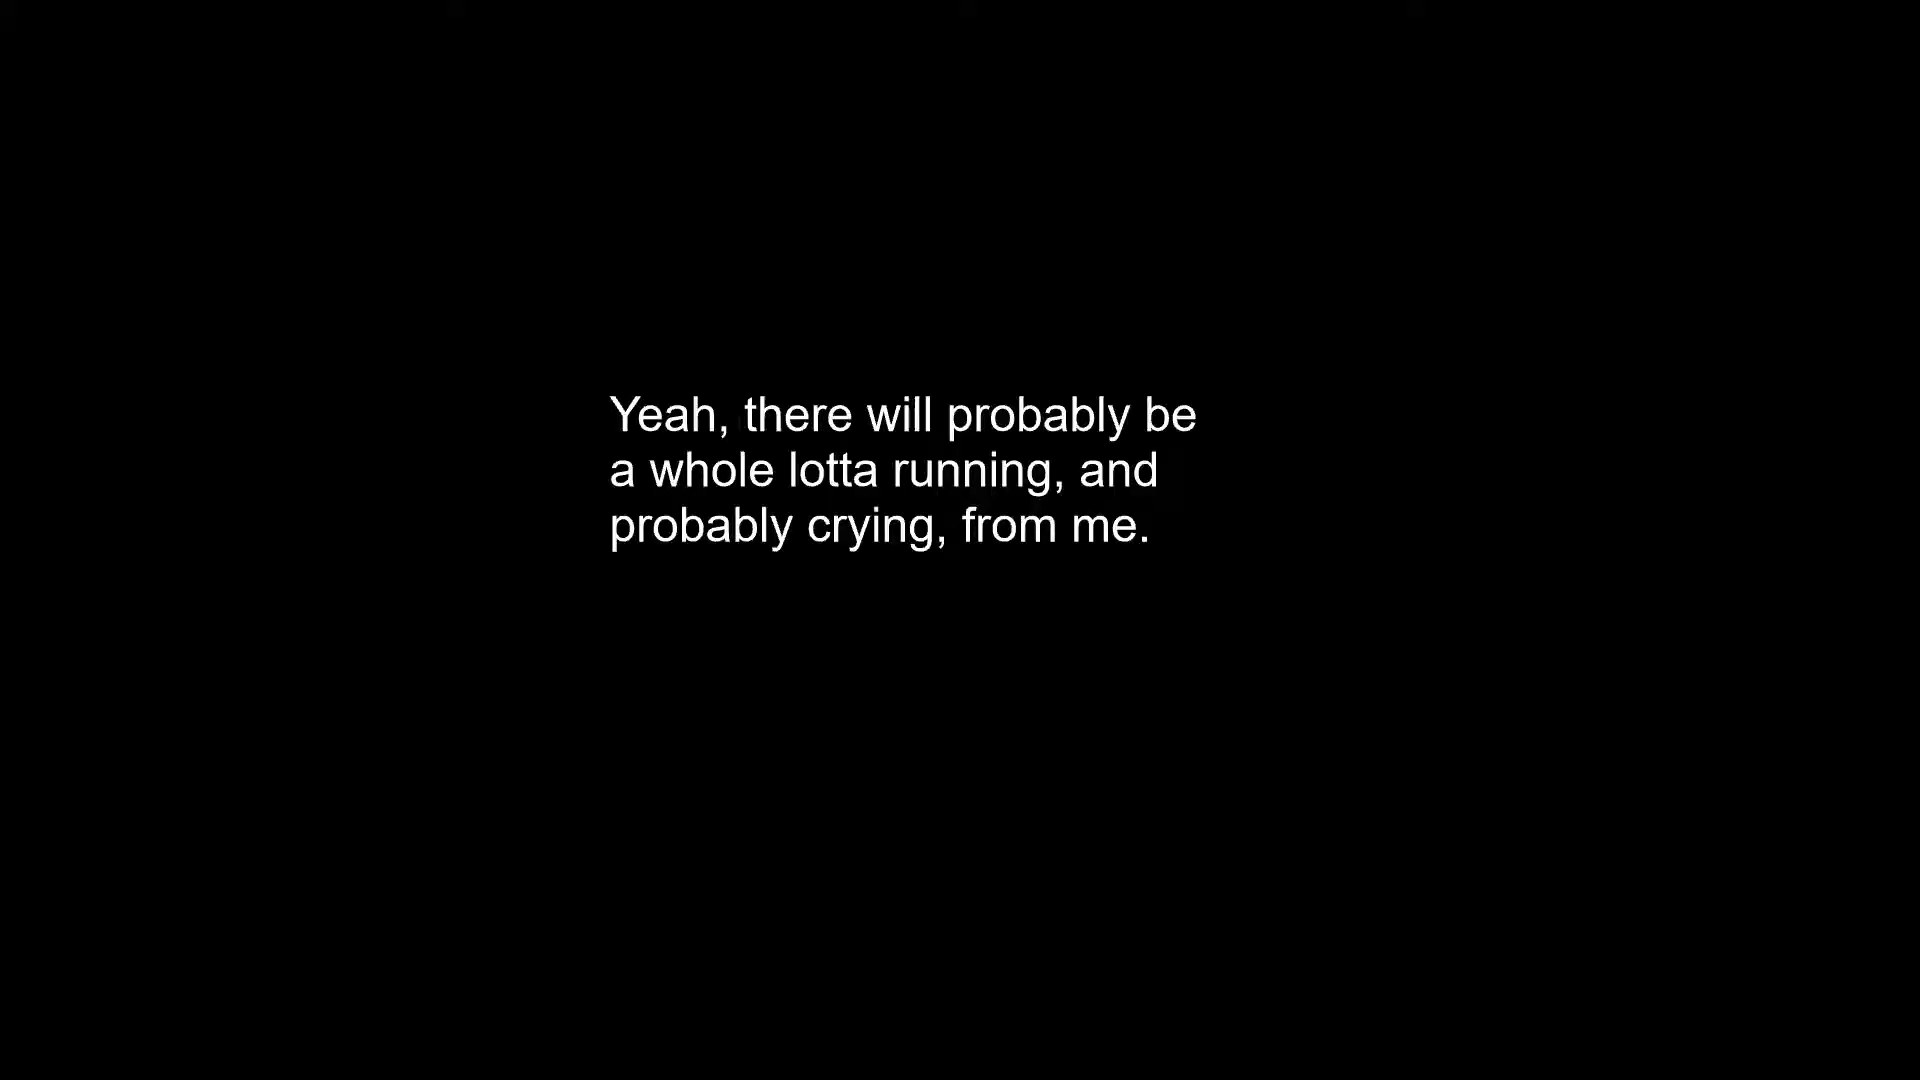 Yeah, there will probably be
a whole lotta running, and
probably crying, from me.